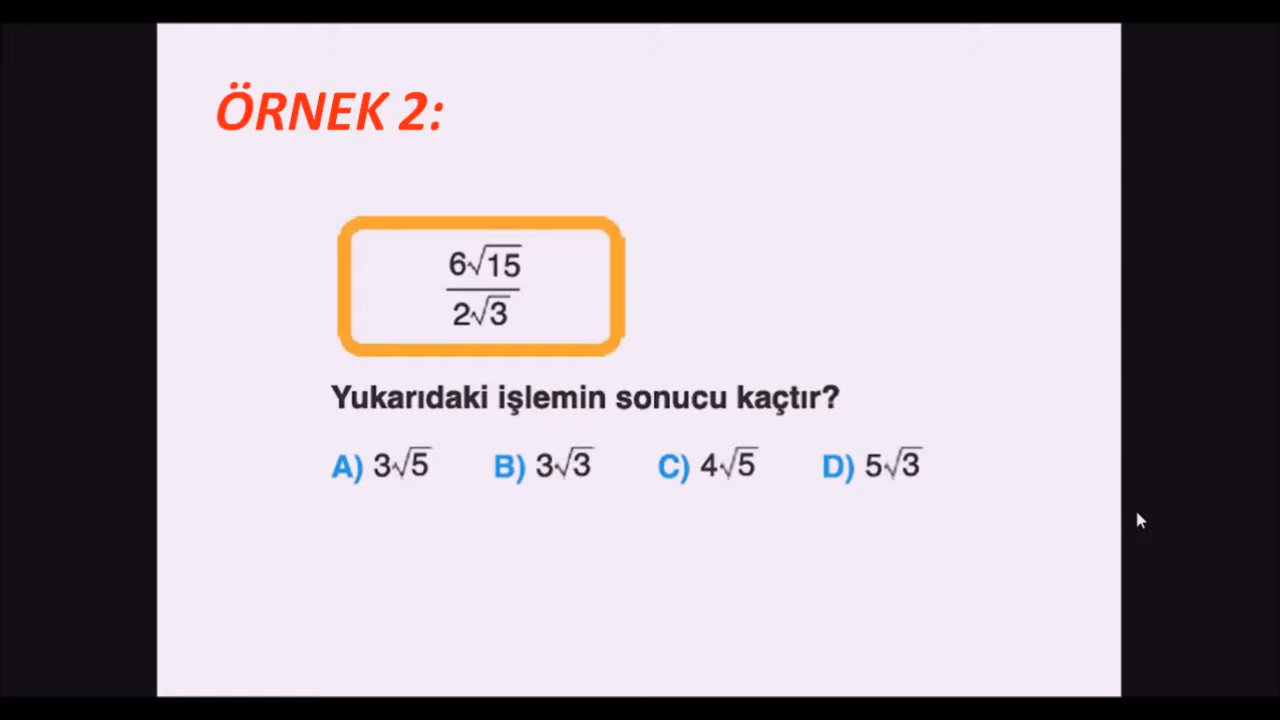 ÖRNEK 2:
6√15
2√3
Yukarıdaki işlemin sonucu kaçtır?
A) 3√5 B) 3√3 C) 4√5 D) 5√3